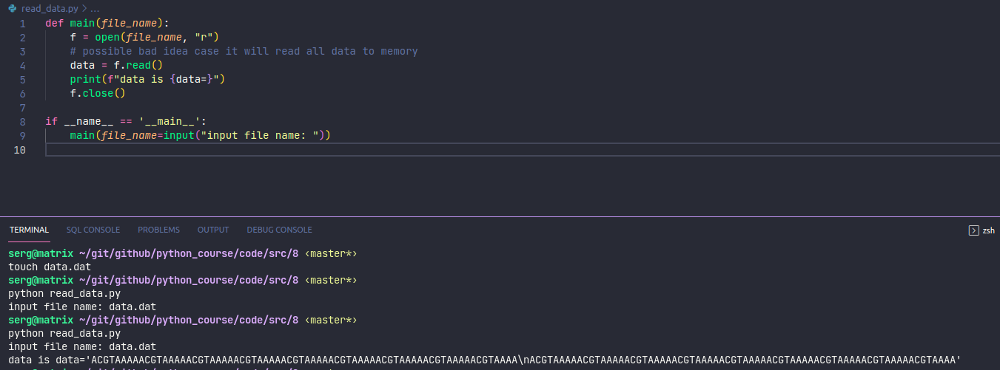 read_data.py > ...
1 def main(file_name):
2     f = open(file_name, "r")
3     # possible bad idea case it will read all data to memory
4     data = f.read()
5     print(f"data is {data=}")
6     f.close()
7
8 if __name__ == '__main__':
9     main(file_name=input("input file name: "))
10
TERMINAL SQL CONSOLE PROBLEMS OUTPUT DEBUG CONSOLE zsh
serg@matrix ~/git/github/python_course/code/src/8 ‹master*›
touch data.dat
serg@matrix ~/git/github/python_course/code/src/8 ‹master*›
python read_data.py
input file name: data.dat
serg@matrix ~/git/github/python_course/code/src/8 ‹master*›
python read_data.py
input file name: data.dat
data is data='ACGTAAAAACGTAAAAACGTAAAAACGTAAAAACGTAAAAACGTAAAAACGTAAAAACGTAAAAACGTAAAA\nACGTAAAAACGTAAAAACGTAAAAACGTAAAAACGTAAAAACGTAAAAACGTAAAAACGTAAAAACGTAAAA'